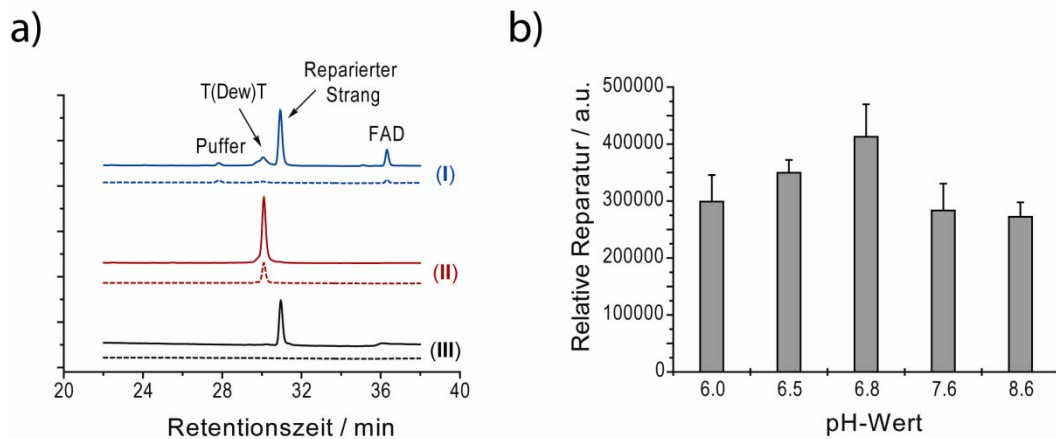 a)
Reparierter
Strang
T(Dew)T
Puffer
FAD
(I)
(II)
(III)
20 24 28 32 36 40
Retentionszeit / min
b)
Relative Reparatur / a.u.
500000
400000
300000
200000
100000
0
6.0 6.5 6.8 7.6 8.6
pH-Wert